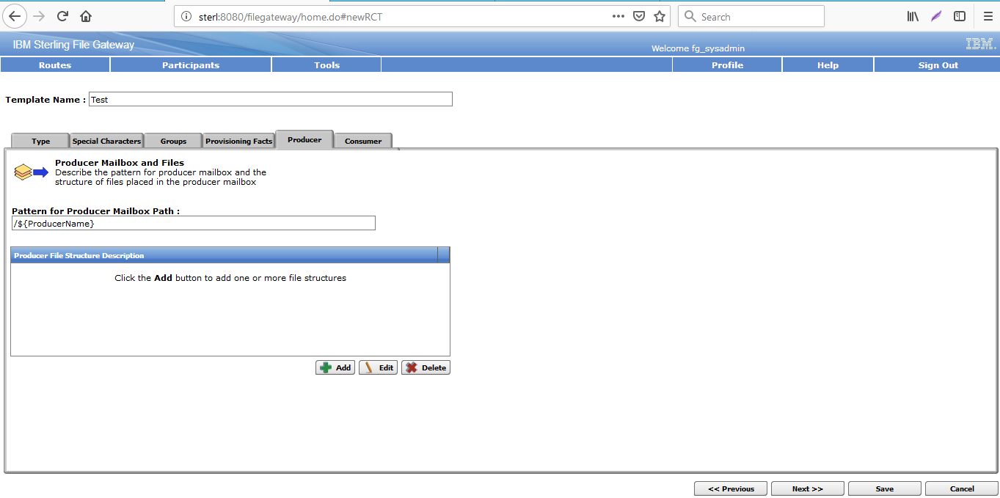 sterl:8080/filegateway/home.do#newRCT
Search
IBM Sterling File Gateway
Welcome fg_sysadmin
IBM.
Routes Participants Tools Profile Help Sign Out
Template Name : Test
Type Special Characters Groups Provisioning Facts Producer Consumer
Producer Mailbox and Files
Describe the pattern for producer mailbox and the
structure of files placed in the producer mailbox
Pattern for Producer Mailbox Path :
/${ProducerName}
Producer File Structure Description
Click the Add button to add one or more file structures
Add Edit Delete
<< Previous Next >> Save Cancel